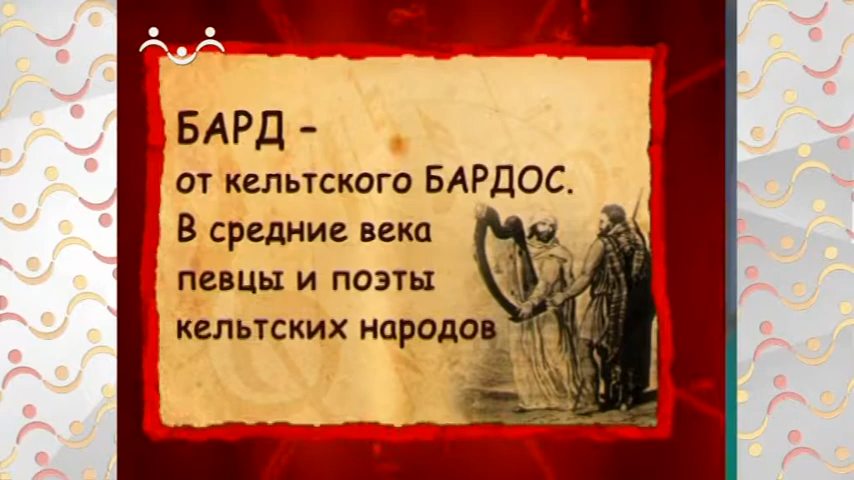 БАРД –
от кельтского БАРДОС.
В средние века
певцы и поэты
кельтских народов